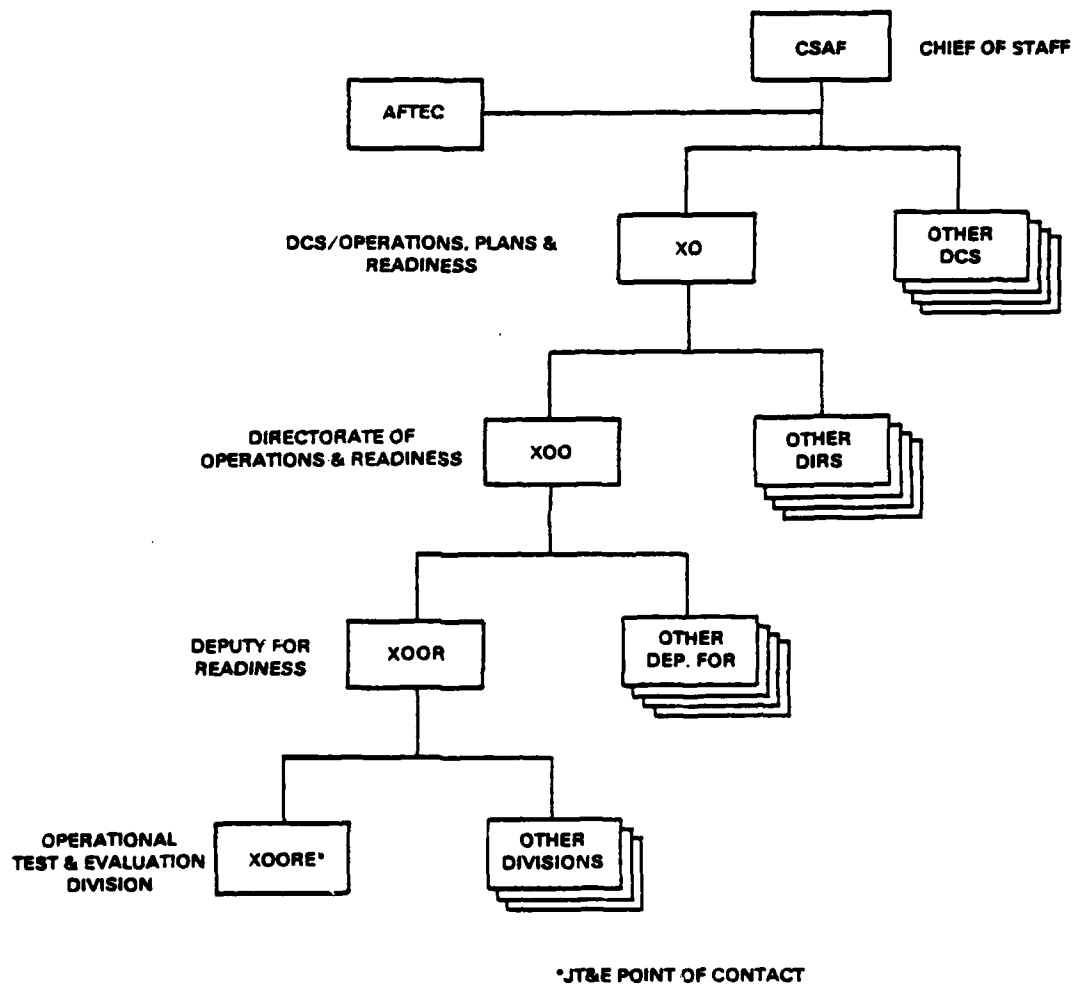 CSAF
CHIEF OF STAFF
AFTEC
DCS/OPERATIONS, PLANS &
READINESS
XO
OTHER
DCS
DIRECTORATE OF
OPERATIONS & READINESS
XOO
OTHER
DIRS
DEPUTY FOR
READINESS
XOOR
OTHER
DEP. FOR
OPERATIONAL
TEST & EVALUATION
DIVISION
XOORE*
OTHER
DIVISIONS
*JT&E POINT OF CONTACT